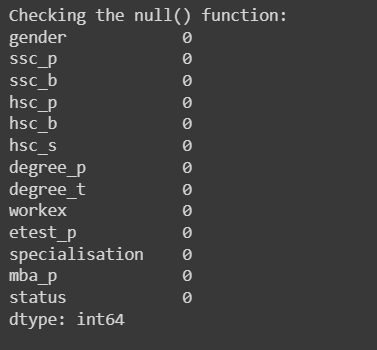 Checking the null() function:
gender 0
ssc_p 0
ssc_b 0
hsc_p 0
hsc_b 0
hsc_s 0
degree_p 0
degree_t 0
workex 0
etest_p 0
specialisation 0
mba_p 0
status 0
dtype: int64